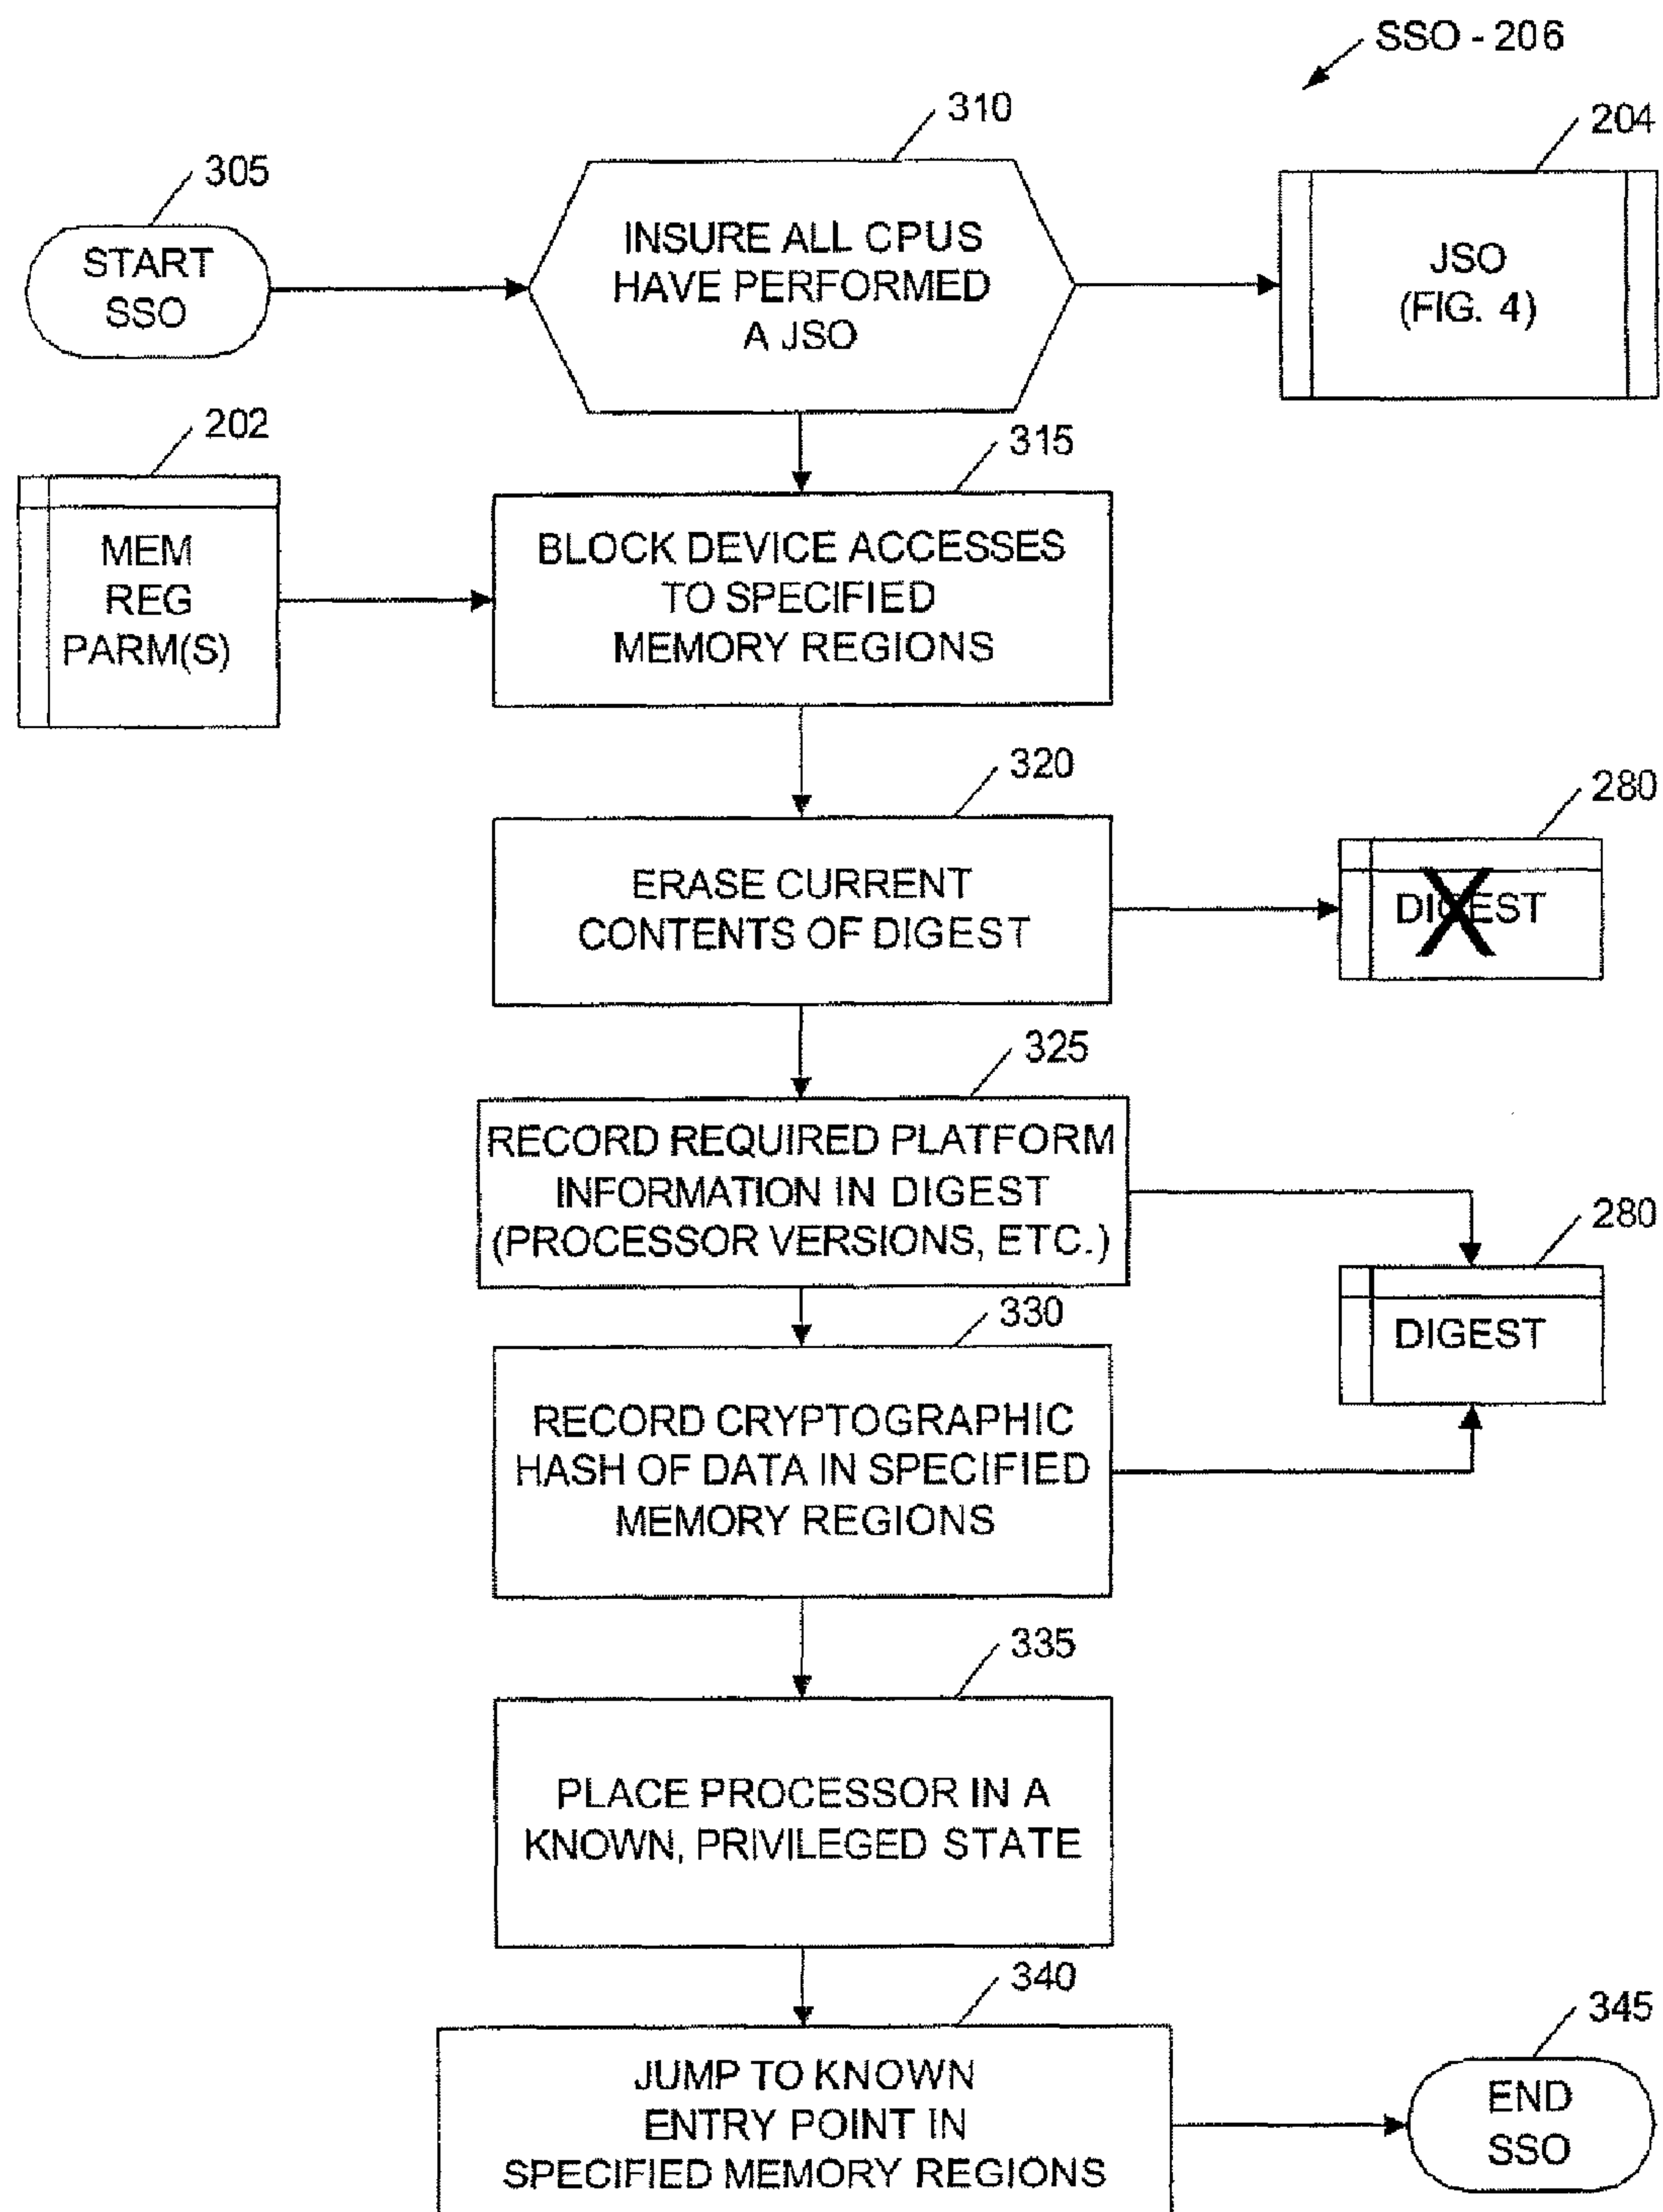 SSO - 206
310
204
305
START
SSO
INSURE ALL CPUS
HAVE PERFORMED
A JSO
JSO
(FIG. 4)
202
315
MEM
REG
PARM(S)
BLOCK DEVICE ACCESSES
TO SPECIFIED
MEMORY REGIONS
320
280
ERASE CURRENT
CONTENTS OF DIGEST
DIGEST
325
RECORD REQUIRED PLATFORM
INFORMATION IN DIGEST
(PROCESSOR VERSIONS, ETC.)
280
DIGEST
330
RECORD CRYPTOGRAPHIC
HASH OF DATA IN SPECIFIED
MEMORY REGIONS
335
PLACE PROCESSOR IN A
KNOWN, PRIVILEGED STATE
340
345
JUMP TO KNOWN
ENTRY POINT IN
SPECIFIED MEMORY REGIONS
END
SSO